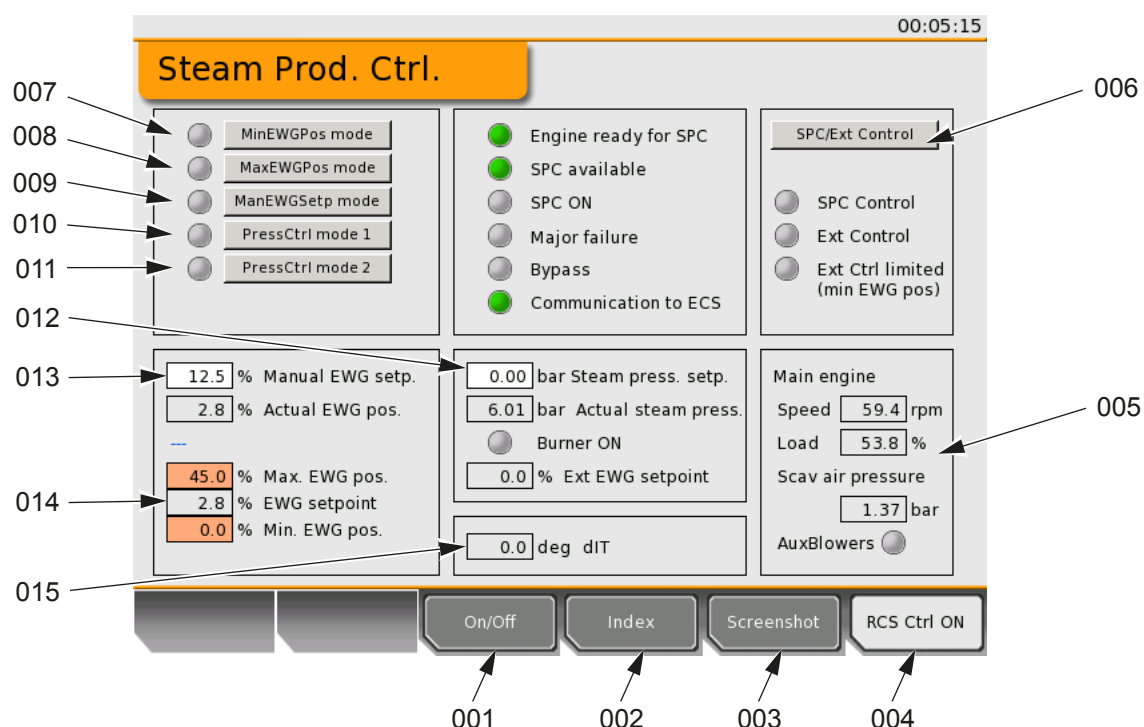 00:05:15
Steam Prod. Ctrl.
007
008
009
010
011
012
013
014
015
MinEWGPos mode
MaxEWGPos mode
ManEWGSetp mode
PressCtrl mode 1
PressCtrl mode 2
Engine ready for SPC
SPC available
SPC ON
Major failure
Bypass
Communication to ECS
SPC/Ext Control
SPC Control
Ext Control
Ext Ctrl limited
(min EWG pos)
006
12.5 % Manual EWG setp.
2.8 % Actual EWG pos.
---
45.0 % Max. EWG pos.
2.8 % EWG setpoint
0.0 % Min. EWG pos.
0.00 bar Steam press. setp.
6.01 bar Actual steam press.
Burner ON
0.0 % Ext EWG setpoint
0.0 deg dIT
Main engine
Speed 59.4 rpm
Load 53.8 %
Scav air pressure
1.37 bar
AuxBlowers
005
On/Off
Index
Screenshot
RCS Ctrl ON
001
002
003
004